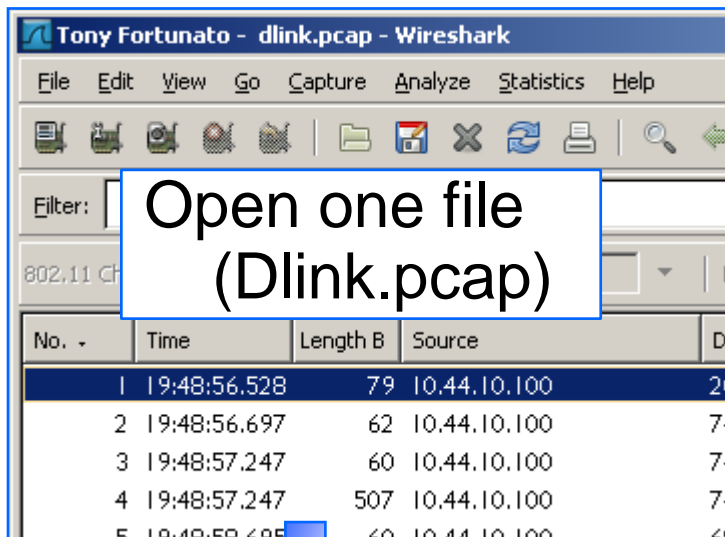 Tony Fortunato - dlink.pcap - Wireshark
File Edit View Go Capture Analyze Statistics Help
Filter:
Open one file
(Dlink.pcap)
802.11
No. Time Length B Source
1 19:48:56.528 79 10.44.10.100
2 19:48:56.697 62 10.44.10.100
3 19:48:57.247 60 10.44.10.100
4 19:48:57.247 507 10.44.10.100